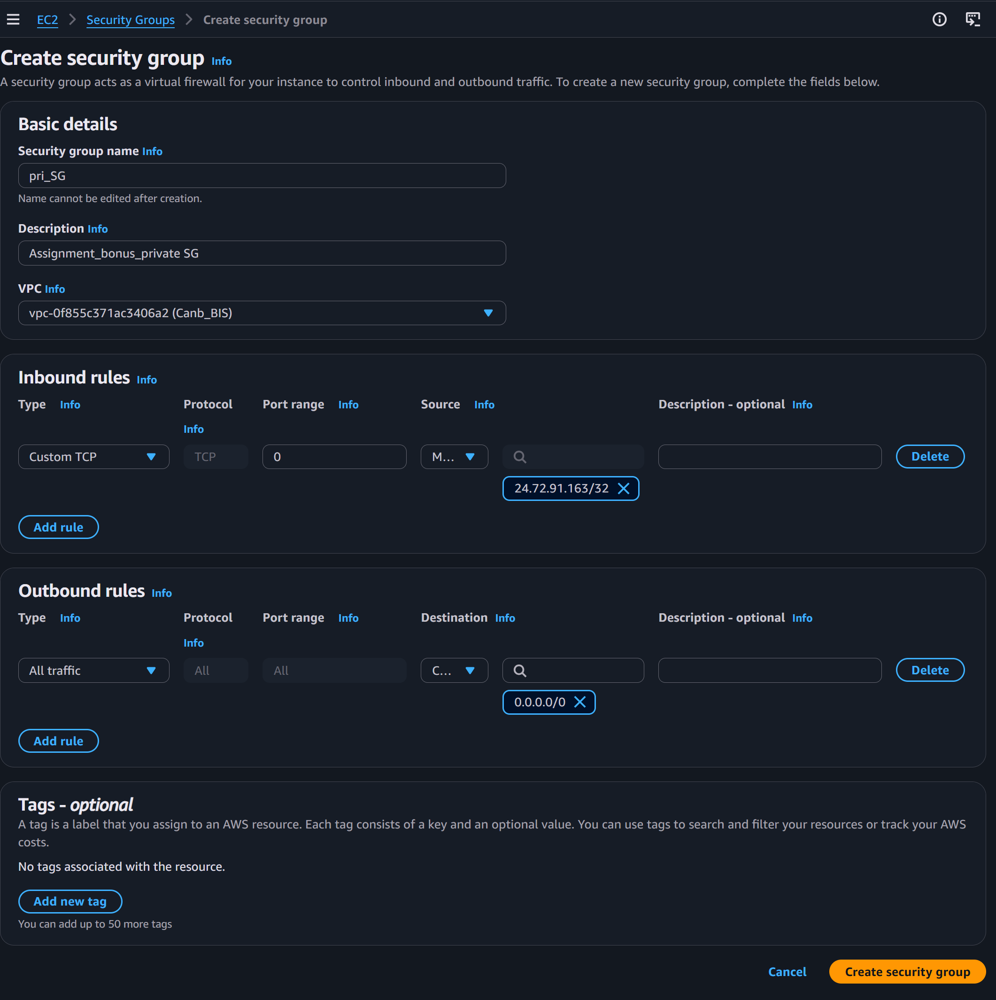 EC2 > Security Groups > Create security group
Create security group Info
A security group acts as a virtual firewall for your instance to control inbound and outbound traffic. To create a new security group, complete the fields below.
Basic details
Security group name Info
pri_SG
Name cannot be edited after creation.
Description Info
Assignment_bonus_private SG
VPC Info
vpc-0f855c371ac3406a2 (Canb_BIS)
Inbound rules Info
Type Info Protocol Port range Info Source Info Description - optional Info
Info
Custom TCP TCP 0 M... Delete
24.72.91.163/32
Add rule
Outbound rules Info
Type Info Protocol Port range Info Destination Info Description - optional Info
Info
All traffic All All C... Delete
0.0.0.0/0
Add rule
Tags - optional
A tag is a label that you assign to an AWS resource. Each tag consists of a key and an optional value. You can use tags to search and filter your resources or track your AWS
costs.
No tags associated with the resource.
Add new tag
You can add up to 50 more tags
Cancel Create security group